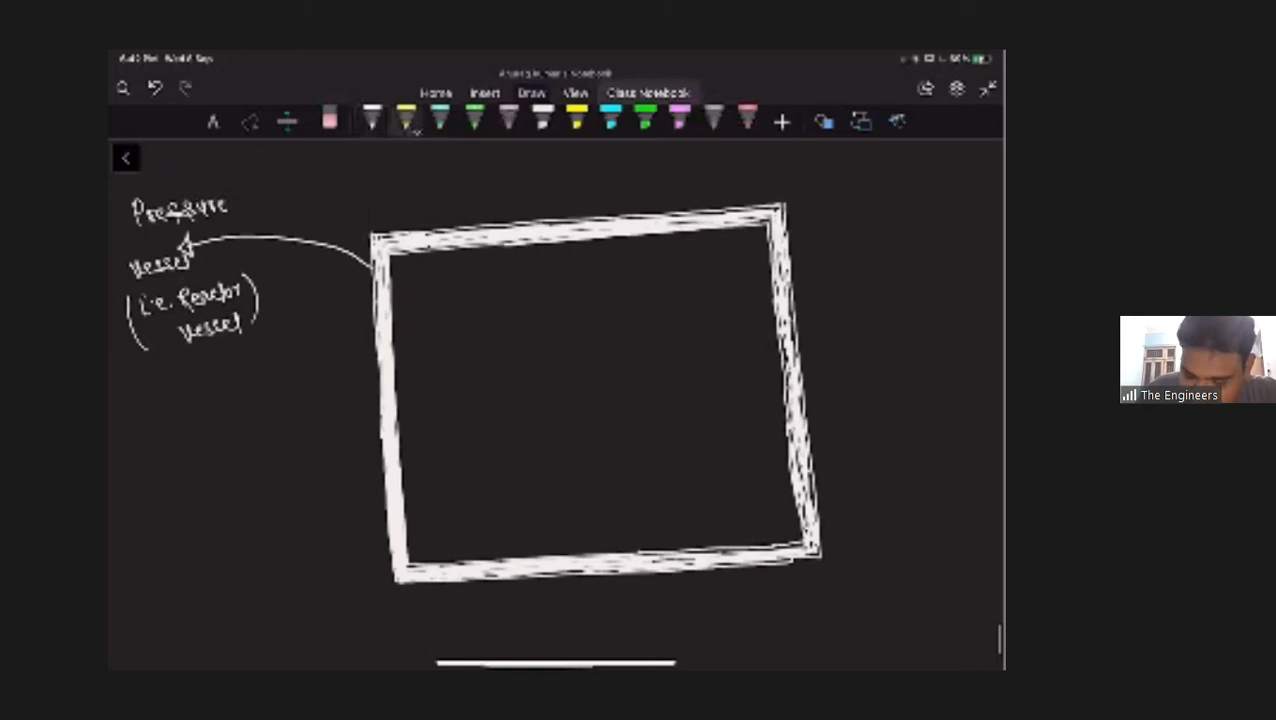 Home Insert Draw View Class Notebook
Pressure
Vessel
(i.e. Reactor
Vessel)
The Engineers